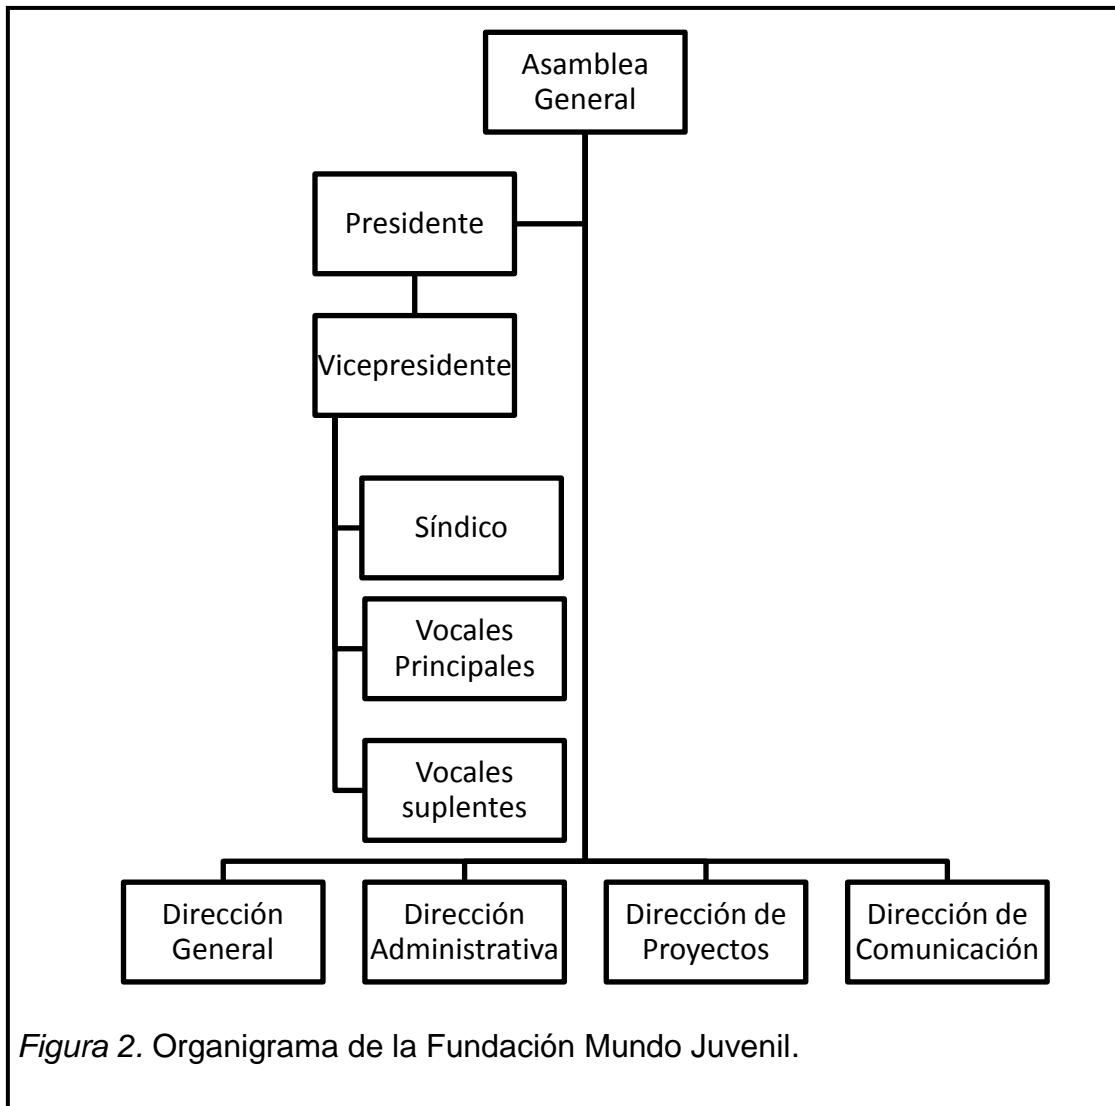 Asamblea
General
Presidente
Vicepresidente
Síndico
Vocales
Principales
Vocales
suplentes
Dirección
General
Dirección
Administrativa
Dirección de
Proyectos
Dirección de
Comunicación
Figura 2. Organigrama de la Fundación Mundo Juvenil.